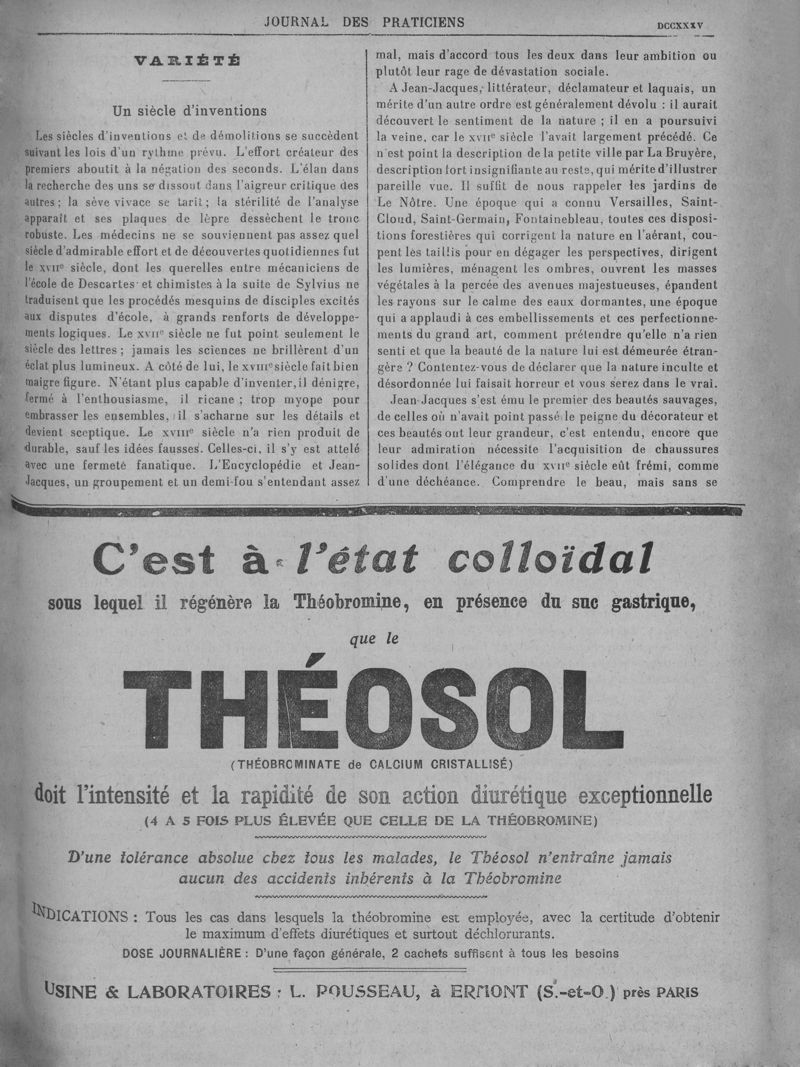 JOURNAL DES PRATICIENS
DCCXXXV
VARIÉTÉ
Un siècle d'inventions
Les siècles d'inventions et de démolitions se succèdent
suivant les lois d'un rythme prévu. L'effort créateur des
premiers aboutit à la négation des seconds. L'élan dans
la recherche des uns se dissout dans l'aigreur critique des
autres ; la sève vivace se tarit ; la stérilité de l'analyse
apparaît et ses plaques de lèpre dessèchent le tronc
robuste. Les médecins ne se souviennent pas assez quel
siècle d'admirable effort et de découvertes quotidiennes fut
le XVIIe siècle, dont les querelles entre mécaniciens de
l'école de Descartes et chimistes à la suite de Sylvius ne
traduisent que les procédés mesquins de disciples excités
aux disputes d'école, à grands renforts de développe-
ments logiques. Le XVIIe siècle ne fut point seulement le
siècle des lettres ; jamais les sciences ne brillèrent d'un
éclat plus lumineux. A côté de lui, le XVIIIe siècle fait bien
maigre figure. N'étant plus capable d'inventer, il dénigre,
fermé à l'enthousiasme, il ricane ; trop myope pour
embrasser les ensembles, il s'acharne sur les détails et
devient sceptique. Le XVIIIe siècle n'a rien produit de
durable, sauf les idées fausses. Celles-ci, il s'y est attelé
avec une fermeté fanatique. L'Encyclopédie et Jean-
Jacques, un groupement et un demi-fou s'entendant assez
mal, mais d'accord tous les deux dans leur ambition ou
plutôt leur rage de dévastation sociale.
A Jean-Jacques, littérateur, déclamateur et laquais, un
mérite d'un autre ordre est généralement dévolu : il aurait
découvert le sentiment de la nature ; il en a poursuivi
la veine, car le XVIIe siècle l'avait largement précédé. Ce
n'est point la description de la petite ville par La Bruyère,
description fort insignifiante au reste, qui mérite d'illustrer
pareille vue. Il suffit de nous rappeler les jardins de
Le Nôtre. Une époque qui a connu Versailles, Saint-
Cloud, Saint-Germain, Fontainebleau, toutes ces disposi-
tions forestières qui corrigent la nature en l'aérant, cou-
pent les taillis pour en dégager les perspectives, dirigent
les lumières, ménagent les ombres, ouvrent les masses
végétales à la percée des avenues majestueuses, épandent
les rayons sur le calme des eaux dormantes, une époque
qui a applaudi à ces embellissements et ces perfectionne-
ments du grand art, comment prétendre qu'elle n'a rien
senti et que la beauté de la nature lui est démeurée étran-
gère ? Contentez-vous de déclarer que la nature inculte et
désordonnée lui faisait horreur et vous serez dans le vrai.
Jean-Jacques s'est ému le premier des beautés sauvages,
de celles où n'avait point passé le peigne du décorateur et
ces beautés ont leur grandeur, c'est entendu, encore que
leur admiration nécessite l'acquisition de chaussures
solides dont l'élégance du XVIIe siècle eût frémi, comme
d'une déchéance. Comprendre le beau, mais sans se
C'est à l'état colloïdal
sous lequel il régénère la Théobromine, en présence du suc gastrique,
que le
THÉOSOL
(THÉOBROMINATE de CALCIUM CRISTALLISÉ)
doit l'intensité et la rapidité de son action diurétique exceptionnelle
(4 A 5 FOIS PLUS ÉLEVÉE QUE CELLE DE LA THÉOBROMINE)
D'une tolérance absolue chez tous les malades, le Théosol n'entraîne jamais
aucun des accidents inhérents à la Théobromine
INDICATIONS : Tous les cas dans lesquels la théobromine est employée, avec la certitude d'obtenir
le maximum d'effets diurétiques et surtout déchlorurants.
DOSE JOURNALIÈRE : D'une façon générale, 2 cachets suffisent à tous les besoins
USINE & LABORATOIRES : L. POUSSEAU, à ERMONT (S.-et-O.) près PARIS